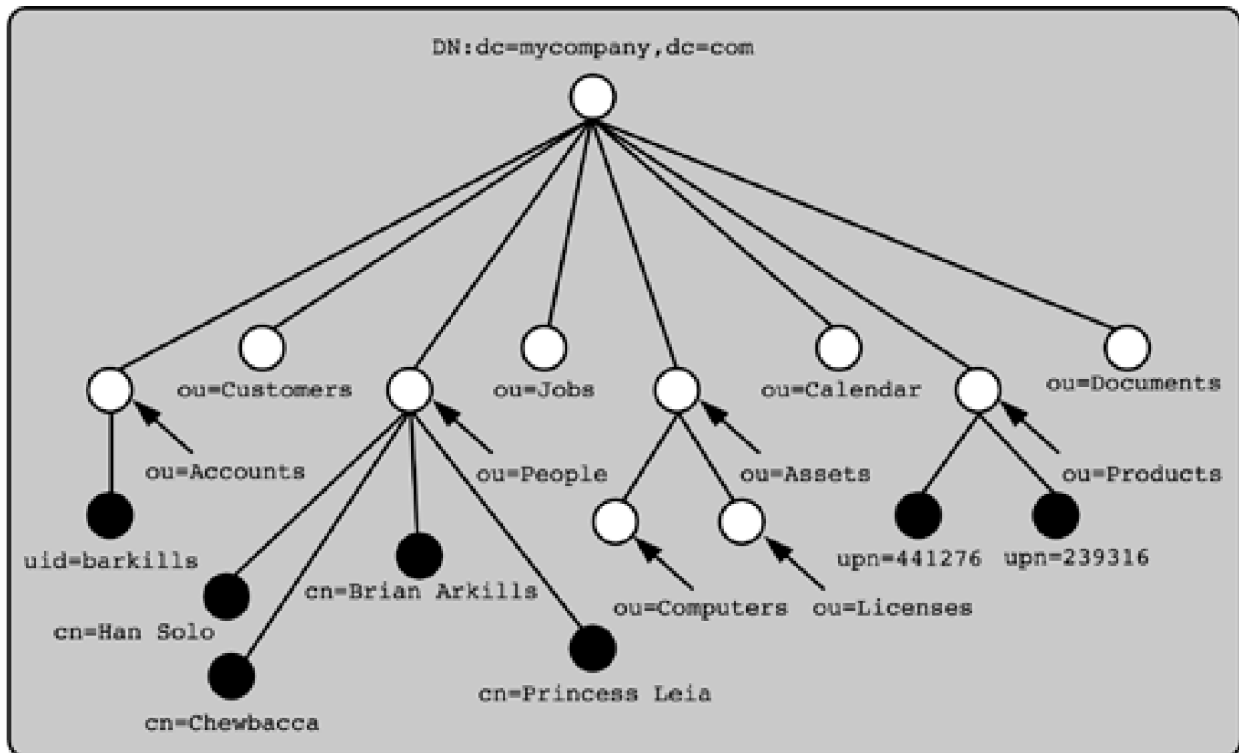 DN:dc=mycompany,dc=com
ou=Customers
ou=Jobs
ou=Calendar
ou=Documents
ou=Accounts
ou=People
ou=Assets
ou=Products
uid=barkills
cn=Brian Arkills
upn=441276
upn=239316
ou=Computers
ou=Licenses
cn=Han Solo
cn=Princess Leia
cn=Chewbacca